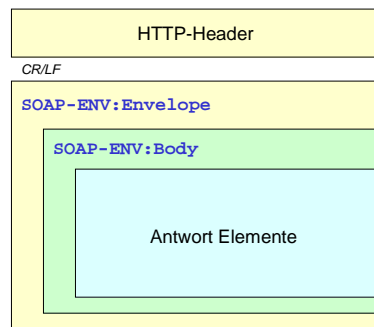 HTTP-Header
CR/LF
SOAP-ENV:Envelope
SOAP-ENV:Body
Antwort Elemente